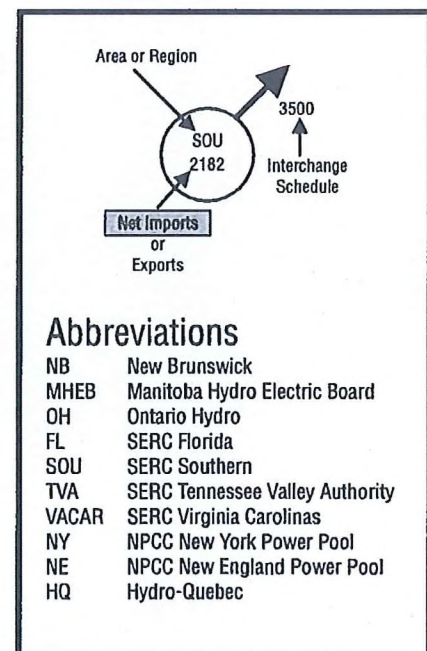 Area or Region
3500
SOU
2182
Interchange
Schedule
Net Imports
or
Exports
Abbreviations
NB New Brunswick
MHEB Manitoba Hydro Electric Board
OH Ontario Hydro
FL SERC Florida
SOU SERC Southern
TVA SERC Tennessee Valley Authority
VACAR SERC Virginia Carolinas
NY NPCC New York Power Pool
NE NPCC New England Power Pool
HQ Hydro-Quebec